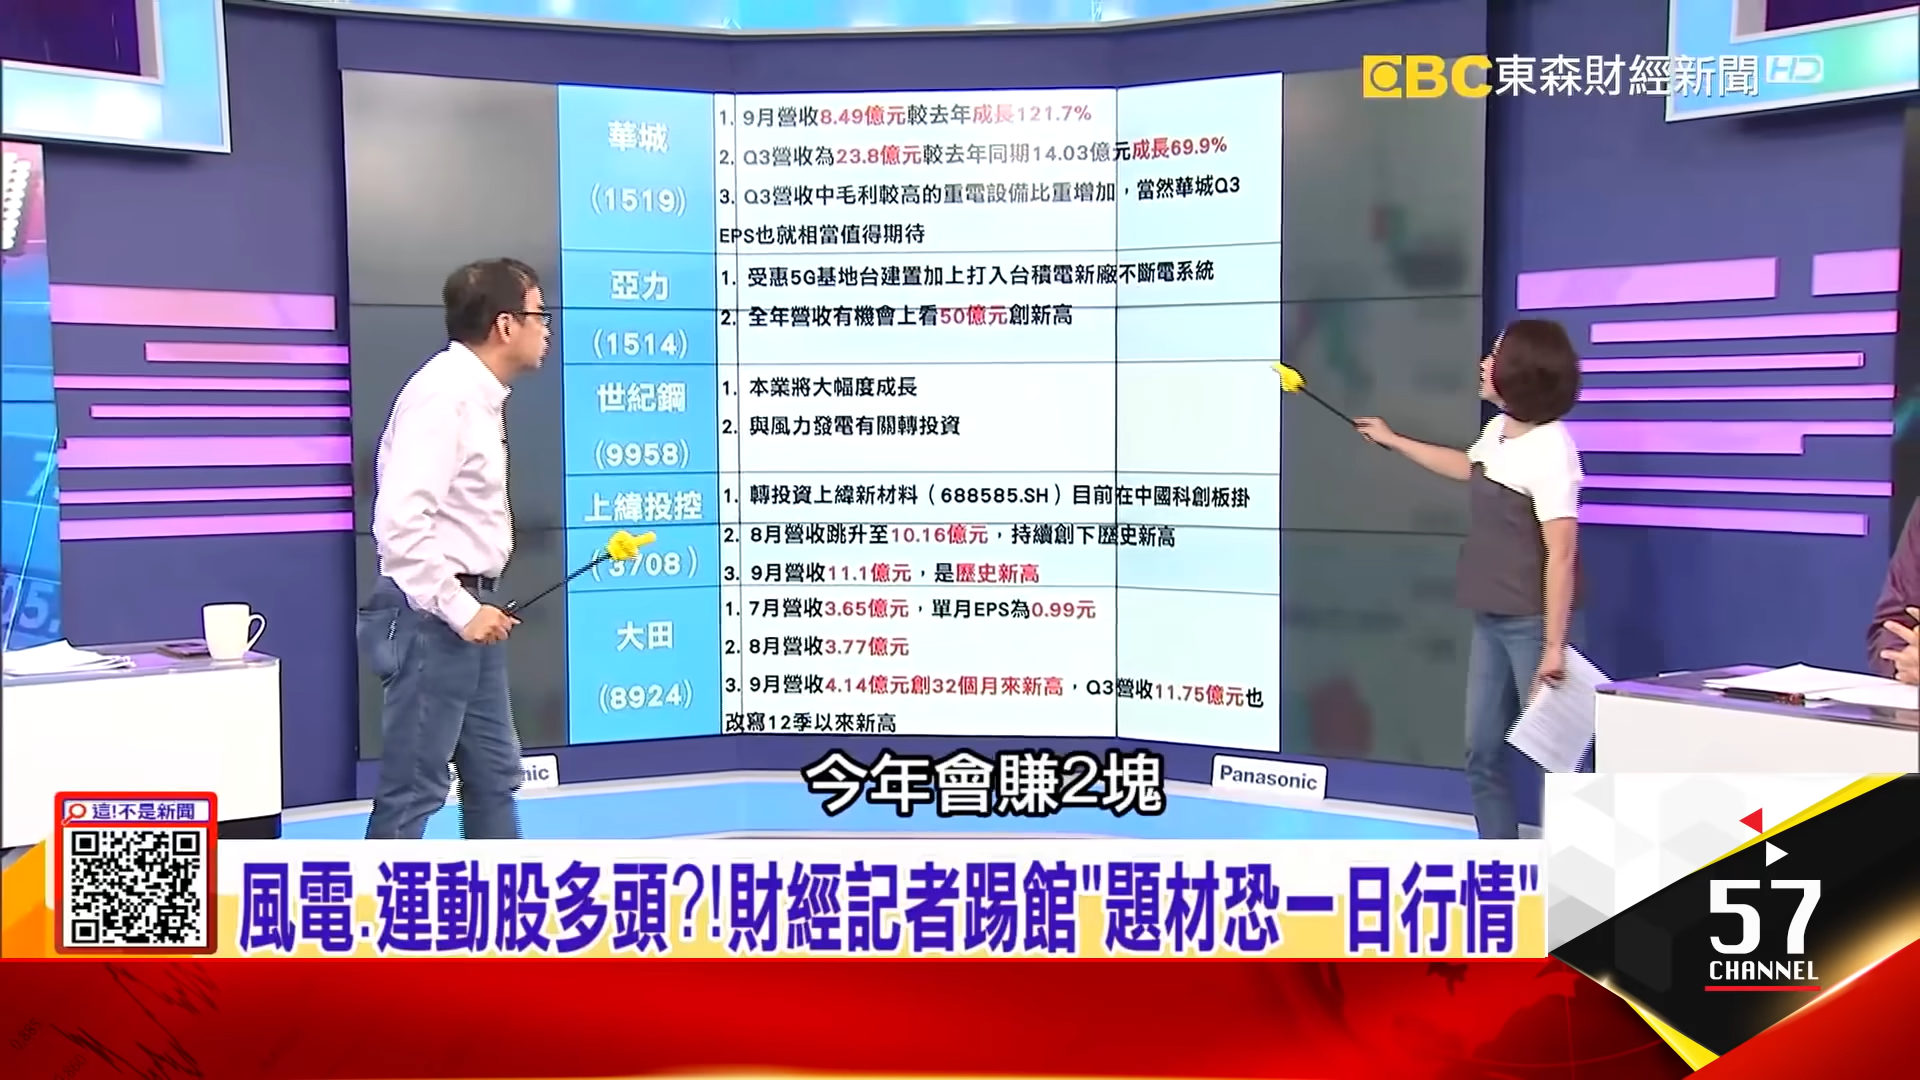 EBC東森財經新聞HD
華城
(1519)
1. 9月營收8.49億元較去年成長121.7%
2. Q3營收為23.8億元較去年同期14.03億元成長69.9%
3. Q3營收中毛利較高的重電設備比重增加，當然華城Q3
EPS也就相當值得期待
亞力
(1514)
1. 受惠5G基地台建置加上打入台積電新廠不斷電系統
2. 全年營收有機會上看50億元創新高
世紀鋼
(9958)
1. 本業將大幅度成長
2. 與風力發電有關轉投資
上緯投控
(3708)
1. 轉投資上緯新材料（688585.SH）目前在中國科創板掛
2. 8月營收跳升至10.16億元，持續創下歷史新高
3. 9月營收11.1億元，是歷史新高
大田
(8924)
1. 7月營收3.65億元，單月EPS為0.99元
2. 8月營收3.77億元
3. 9月營收4.14億元創32個月來新高，Q3營收11.75億元也
改寫12季以來新高
nic
Panasonic
今年會賺2塊
這!不是新聞
風電.運動股多頭?!財經記者踢館"題材恐一日行情"
57
CHANNEL